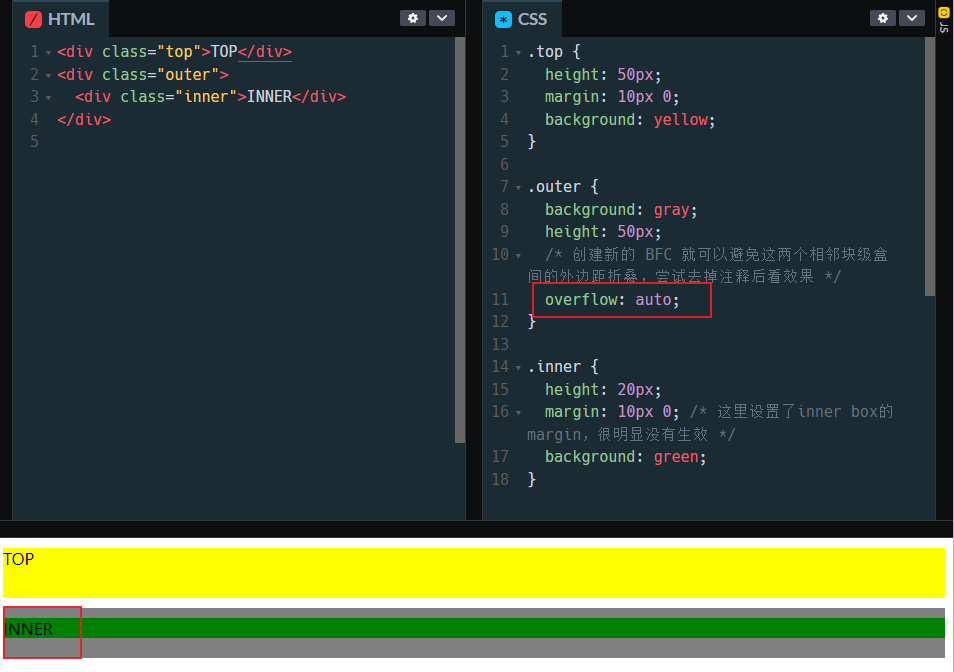 HTML
1 <div class="top">TOP</div>
2 <div class="outer">
3 <div class="inner">INNER</div>
4 </div>
5
CSS
1 .top {
2 height: 50px;
3 margin: 10px 0;
4 background: yellow;
5 }
6
7 .outer {
8 background: gray;
9 height: 50px;
10 /* 创建新的 BFC 就可以避免这两个相邻块级盒
间的外边距折叠，尝试去掉注释后看效果 */
11 overflow: auto;
12 }
13
14 .inner {
15 height: 20px;
16 margin: 10px 0; /* 这里设置了inner box的
margin，很明显没有生效 */
17 background: green;
18 }
JS
TOP
INNER